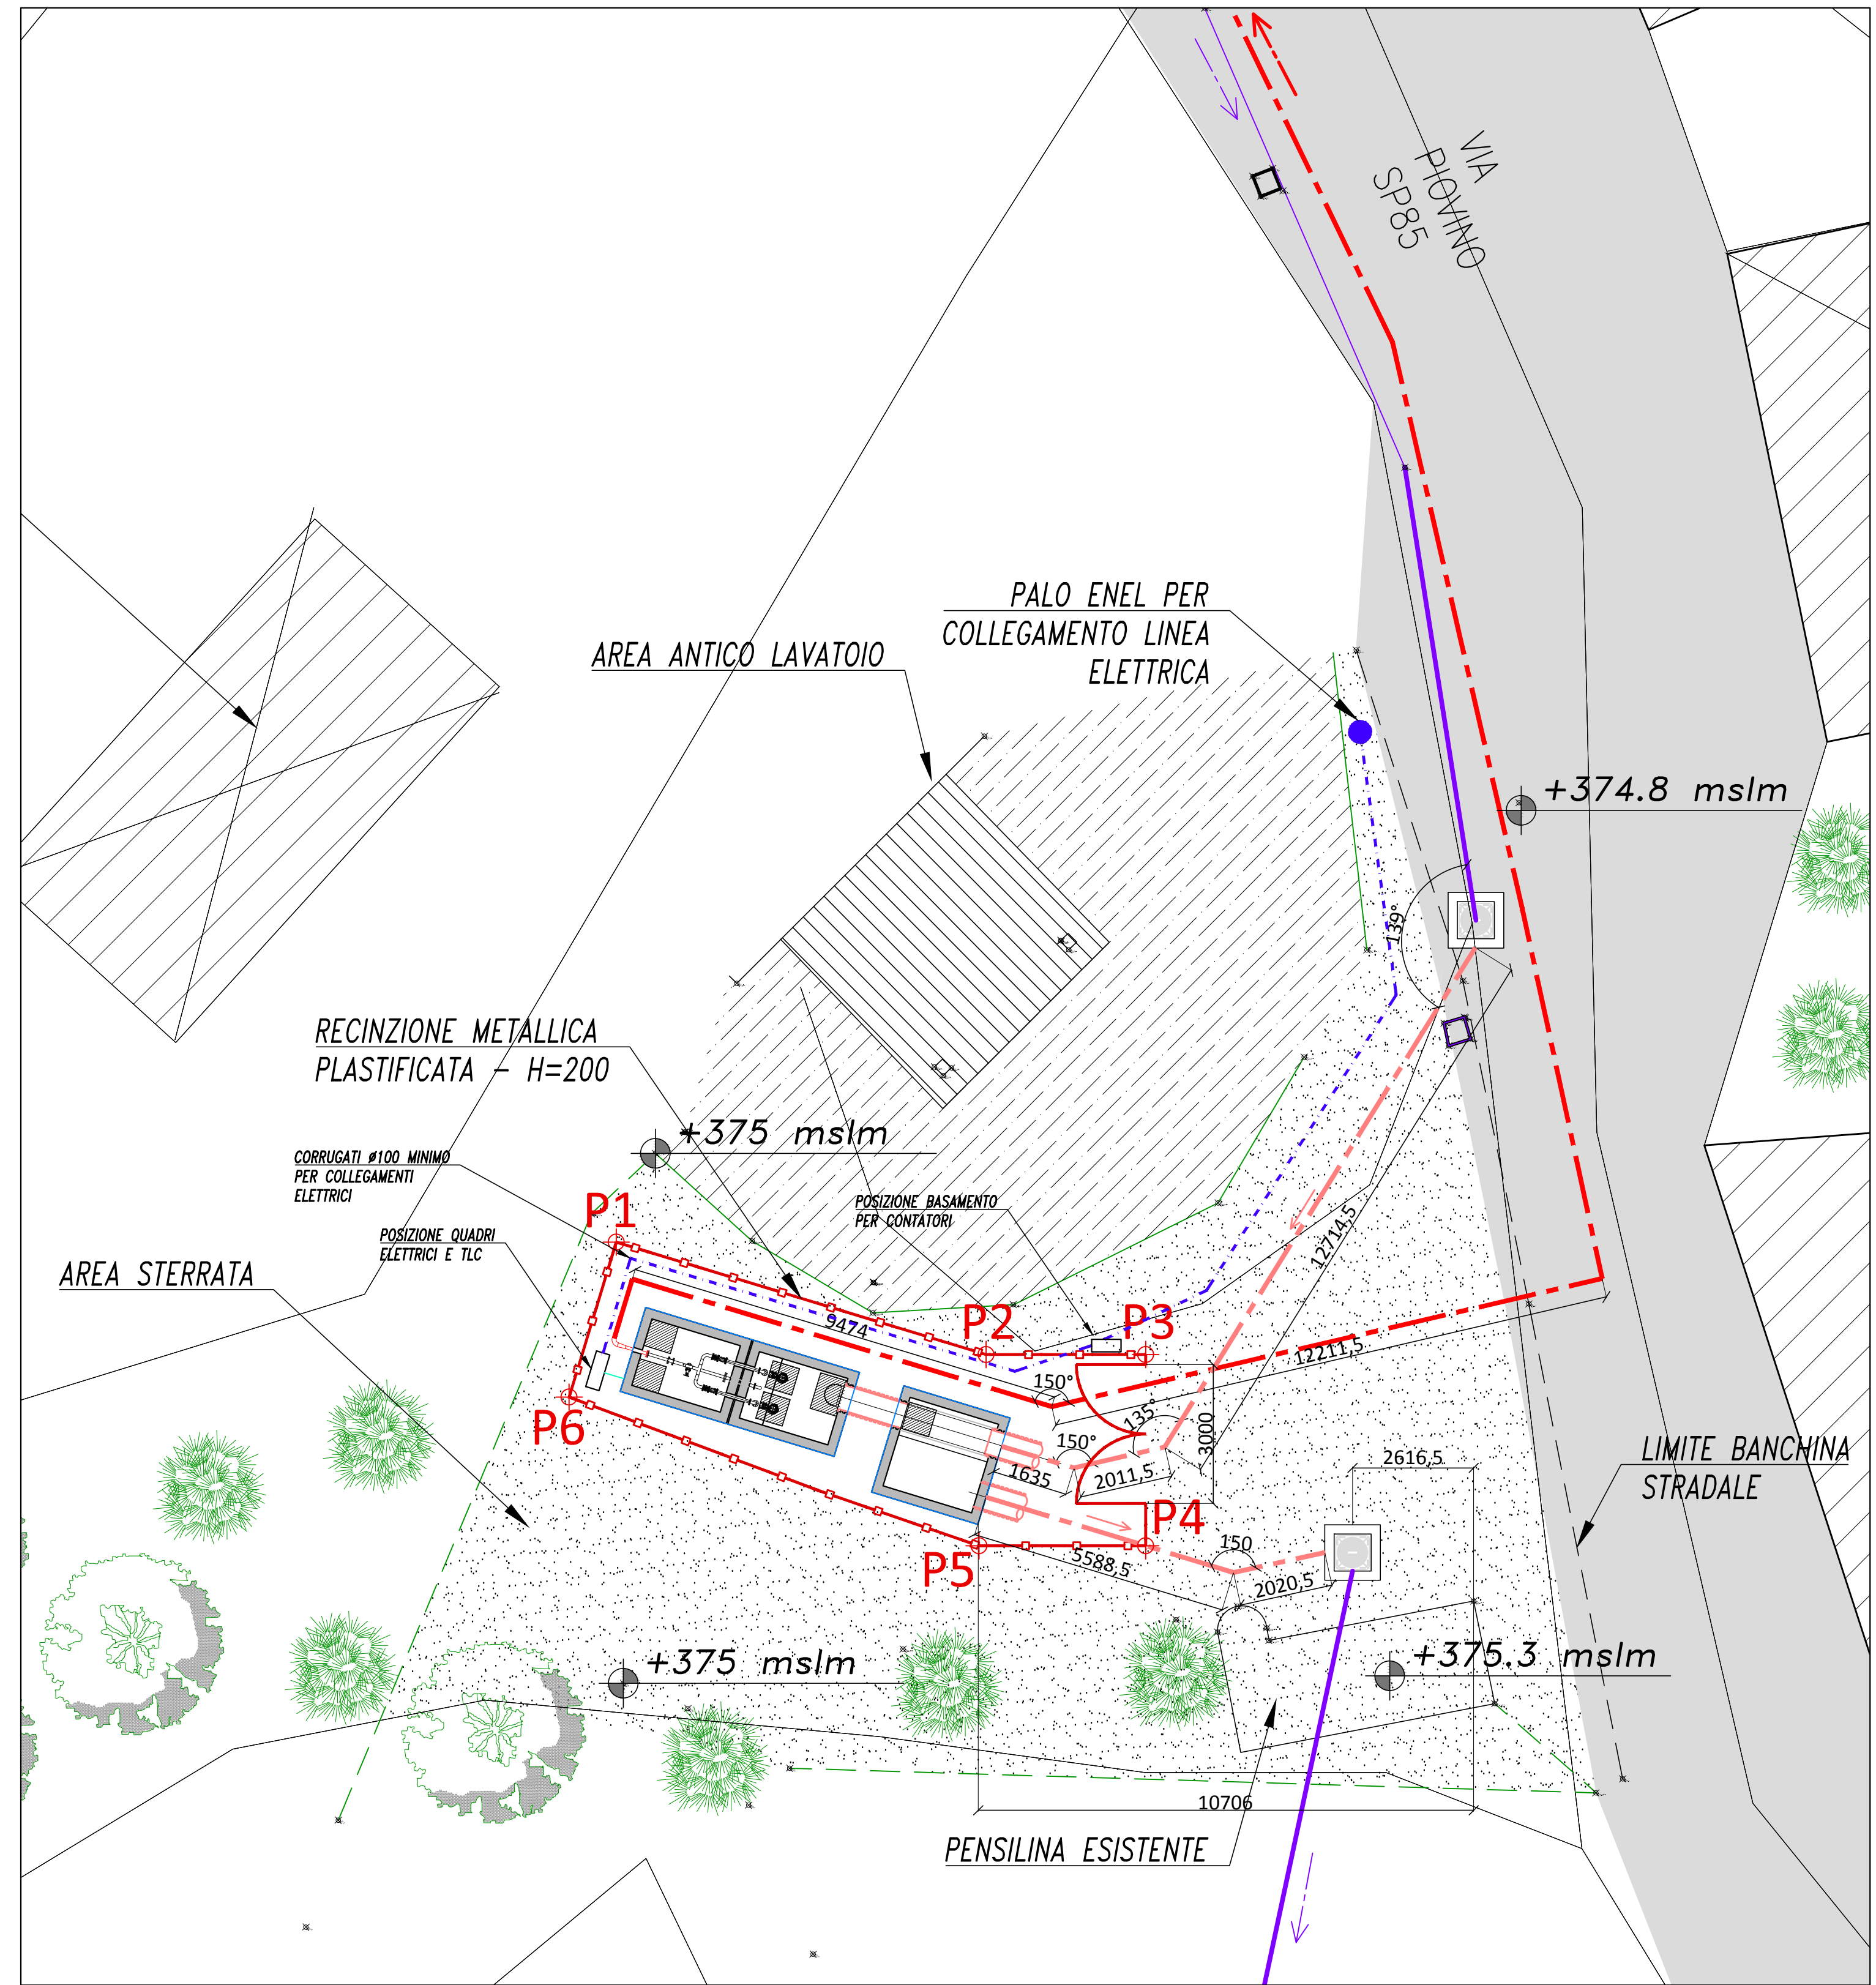 VIA
PIOVINO
SP85
PALO ENEL PER
COLLEGAMENTO LINEA
ELETTRICA
AREA ANTICO LAVATOIO
+374.8 mslm
139°
RECINZIONE METALLICA
PLASTIFICATA - H=200
+375 mslm
CORRUGATI ø100 MINIMO
PER COLLEGAMENTI
ELETTRICI
POSIZIONE BASAMENTO
PER CONTATORI
P1
POSIZIONE QUADRI
ELETTRICI E TLC
12714,5
AREA STERRATA
P2
P3
9474
12211,5
150°
P6
135°
150°
3000
1635
2011,5
2616,5
LIMITE BANCHINA
STRADALE
P4
P5
150
5588,5
2020,5
+375 mslm
+375.3 mslm
10706
PENSILINA ESISTENTE